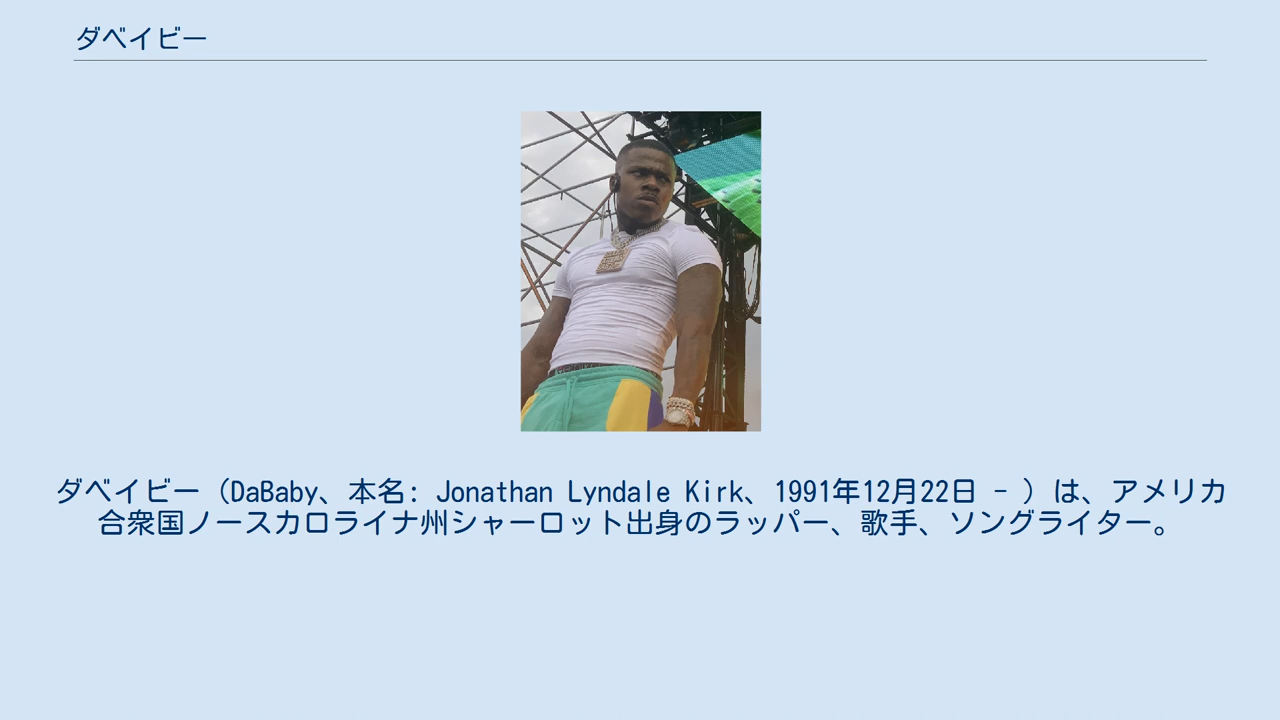 ダベイビー
ダベイビー（DaBaby、本名: Jonathan Lyndale Kirk、1991年12月22日 - ）は、アメリカ
合衆国ノースカロライナ州シャーロット出身のラッパー、歌手、ソングライター。